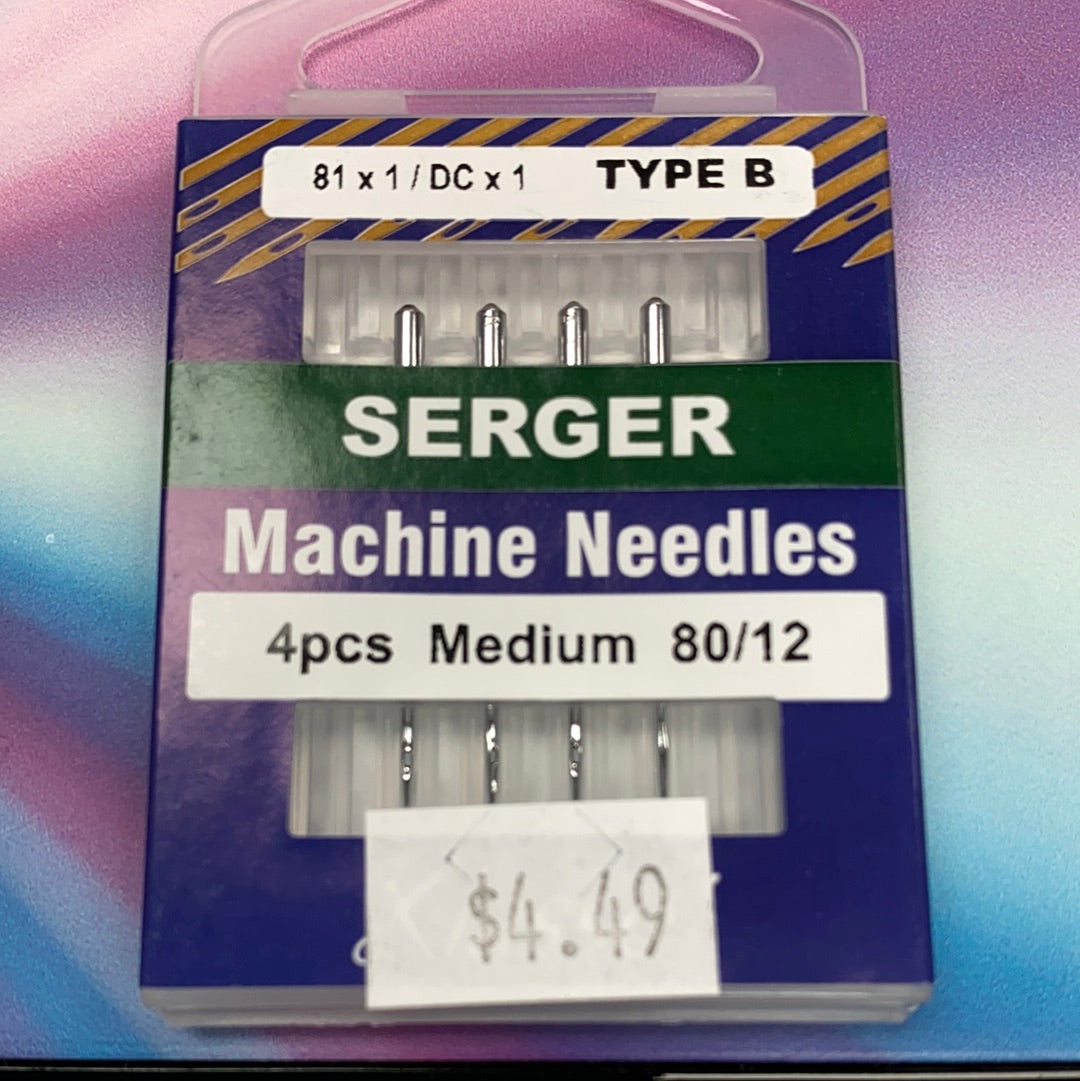 81 x 1 / DC x 1 TYPE B
SERGER
Machine Needles
4pcs Medium 80/12
$4.49